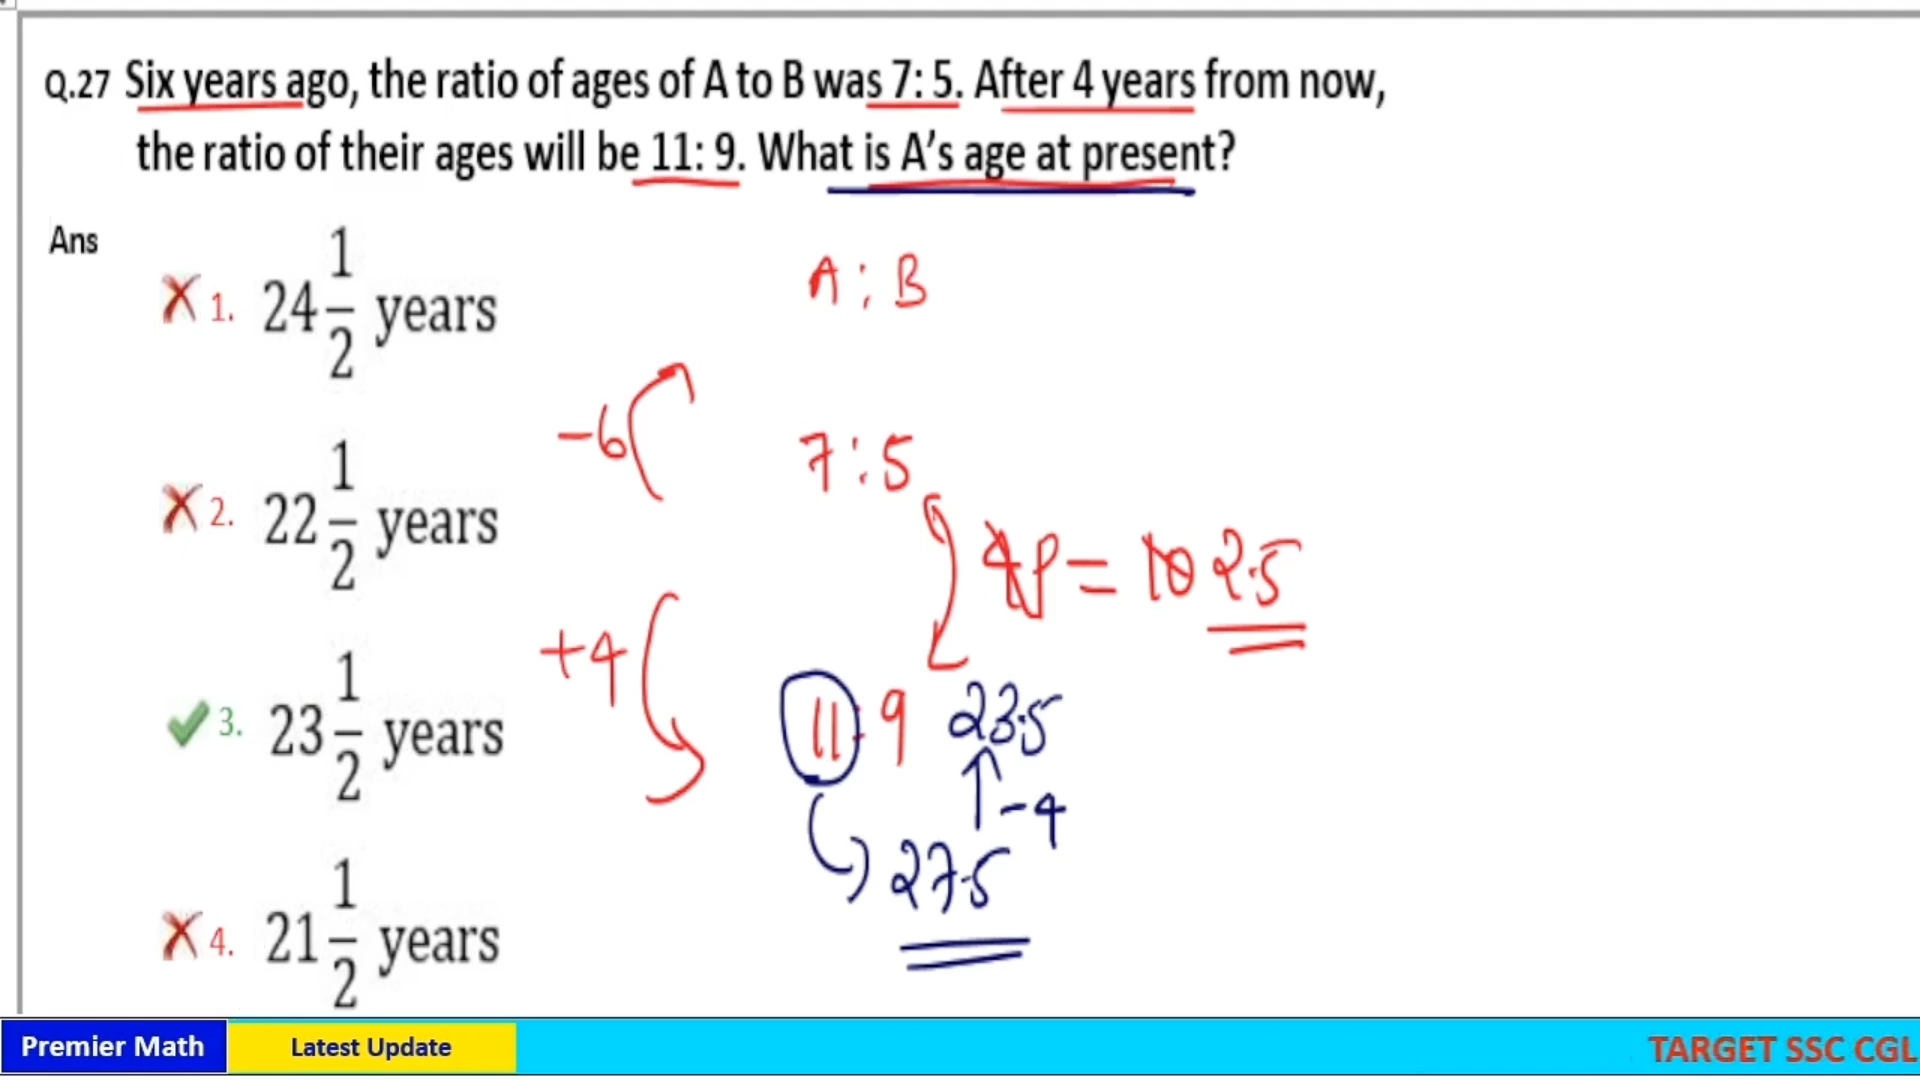 Q.27 Six years ago, the ratio of ages of A to B was 7: 5. After 4 years from now,
the ratio of their ages will be 11: 9. What is A's age at present?
Ans
1. 24 1/2 years
2. 22 1/2 years
3. 23 1/2 years
4. 21 1/2 years
A : B
-6
7 : 5
4p = 10 2.5
+4
11 : 9 23.5
-4
27.5
Premier Math
Latest Update
TARGET SSC CGL